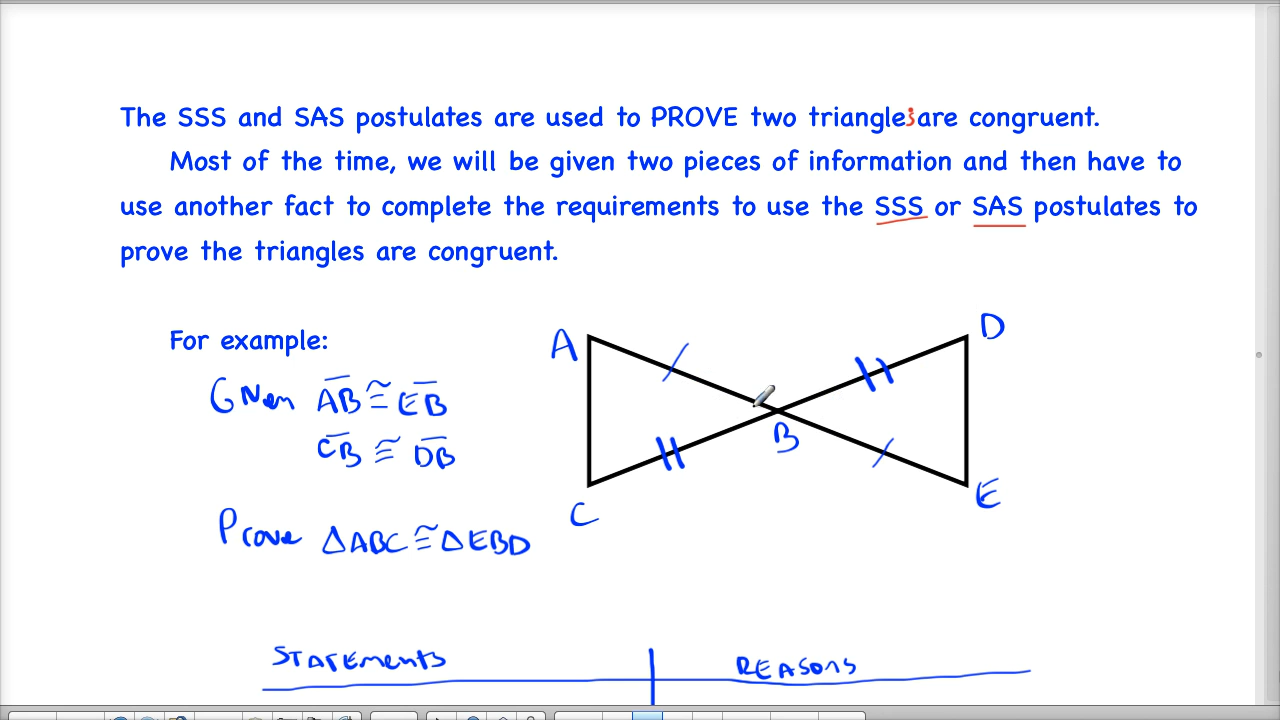 The SSS and SAS postulates are used to PROVE two triangles are congruent.
Most of the time, we will be given two pieces of information and then have to
use another fact to complete the requirements to use the SSS or SAS postulates to
prove the triangles are congruent.
For example:
Given AB ≅ EB
CB ≅ DB
Prove ΔABC ≅ ΔEBD
A
D
B
C
E
STATEMENTS
REASONS